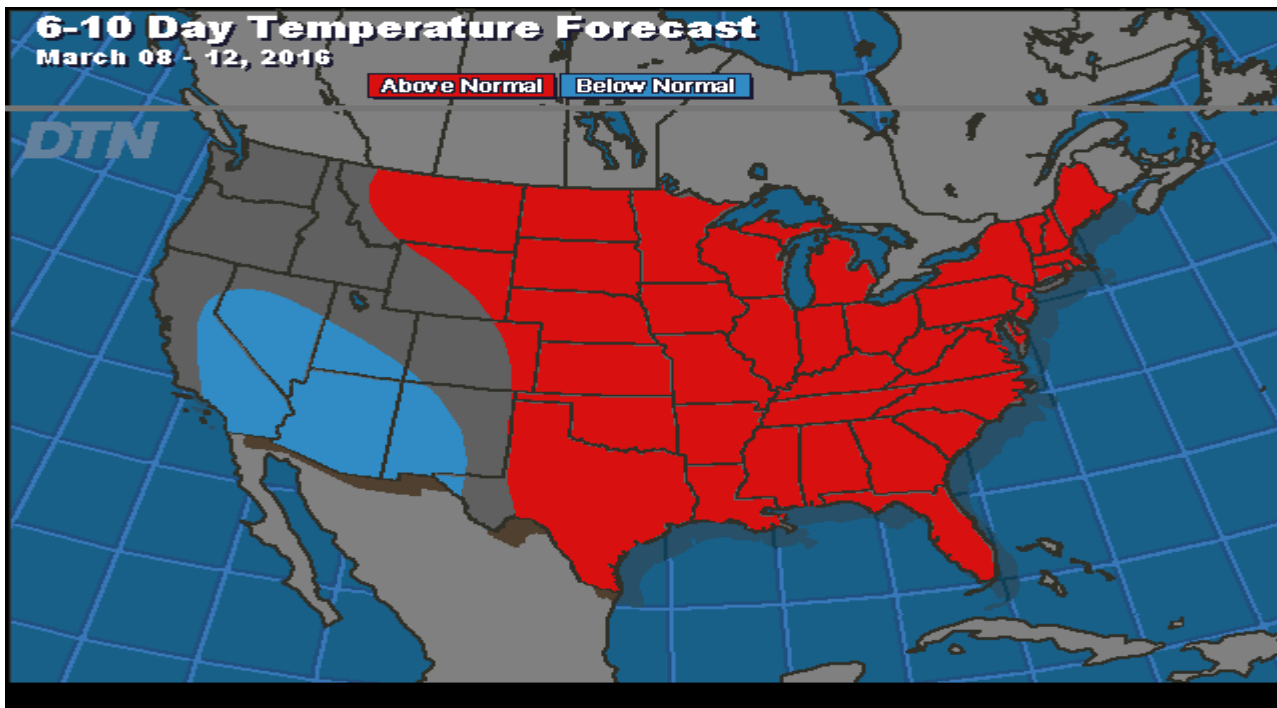 6-10 Day Temperature Forecast
March 08 - 12, 2016
Above Normal Below Normal
DTN